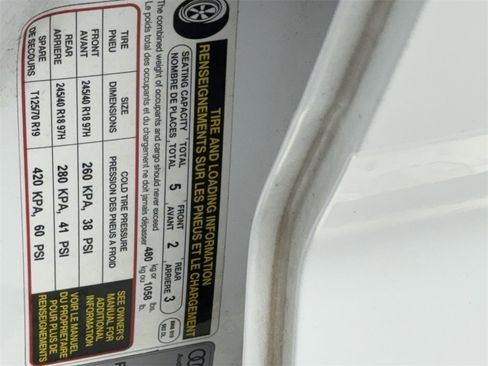 TIRE AND LOADING INFORMATION
RENSEIGNEMENTS SUR LES PNEUS ET LE CHARGEMENT
SEATING CAPACITY TOTAL 5 FRONT 2 REAR 3
NOMBRE DE PLACES TOTAL AVANT ARRIÈRE
The combined weight of occupants and cargo should never exceed 480 kg or 1058 lbs.
Le poids total des occupants et du chargement ne doit jamais dépasser kg ou lb.
TIRE SIZE COLD TIRE PRESSURE
PNEU DIMENSIONS PRESSION DES PNEUS A FROID
FRONT
AVANT 245/40 R18 97H 260 KPA, 38 PSI
REAR
ARRIERE 245/40 R18 97H 280 KPA, 41 PSI
SPARE
DE SECOURS T125/70 R19 420 KPA, 60 PSI
SEE OWNER'S
MANUAL FOR
ADDITIONAL
INFORMATION
VOIR LE MANUEL
DU PROPRIETAIRE
POUR PLUS DE
RENSEIGNEMENTS